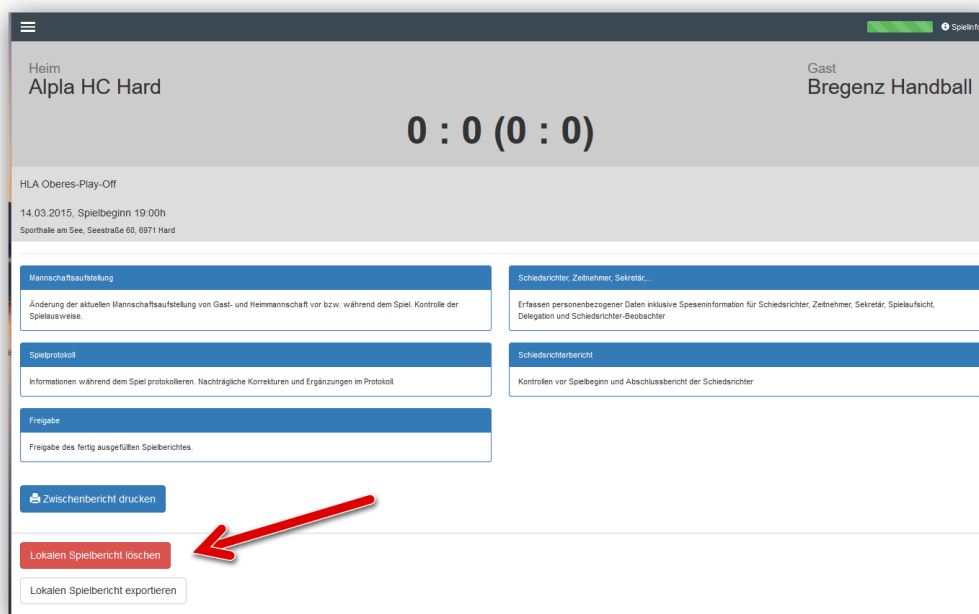 Spielinfo
Heim
Alpla HC Hard
Gast
Bregenz Handball
0 : 0 (0 : 0)
HLA Oberes-Play-Off
14.03.2015, Spielbeginn 19:00h
Sporthalle am See, Seestraße 60, 6971 Hard
Mannschaftsaufstellung
Änderung der aktuellen Mannschaftsaufstellung von Gast- und Heimmannschaft vor bzw. während dem Spiel. Kontrolle der
Spielausweise.
Schiedsrichter, Zeitnehmer, Sekretär,...
Erfassen personenbezogener Daten inklusive Speseninformation für Schiedsrichter, Zeitnehmer, Sekretär, Spielaufsicht,
Delegation und Schiedsrichter-Beobachter
Spielprotokoll
Informationen während dem Spiel protokollieren. Nachträgliche Korrekturen und Ergänzungen im Protokoll.
Schiedsrichterbericht
Kontrollen vor Spielbeginn und Abschlussbericht der Schiedsrichter
Freigabe
Freigabe des fertig ausgefüllten Spielberichtes.
Zwischenbericht drucken
Lokalen Spielbericht löschen
Lokalen Spielbericht exportieren